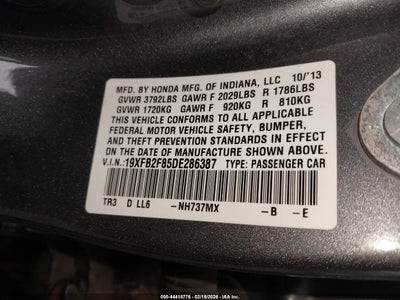 MFD. BY HONDA MFG. OF INDIANA, LLC 10/'13
GVWR 3792LBS GAWR F 2029LBS R 1786LBS
GVWR 1720KG GAWR F 920KG R 810KG
THIS VEHICLE CONFORMS TO ALL APPLICABLE
FEDERAL MOTOR VEHICLE SAFETY, BUMPER,
AND THEFT PREVENTION STANDARDS IN EFFECT
ON THE DATE OF MANUFACTURE SHOWN ABOVE.
V.I.N.: 19XFB2F85DE286387 TYPE: PASSENGER CAR
TR3 D LL6 -NH737MX -B -E
000-44418776 - 02/19/2026 - IAA Inc.